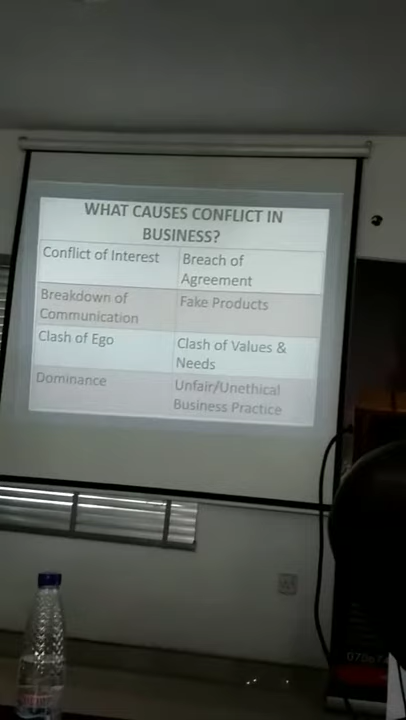 WHAT CAUSES CONFLICT IN
BUSINESS?
Conflict of Interest
Breach of
Agreement
Breakdown of
Communication
Fake Products
Clash of Ego
Clash of Values &
Needs
Dominance
Unfair/Unethical
Business Practice